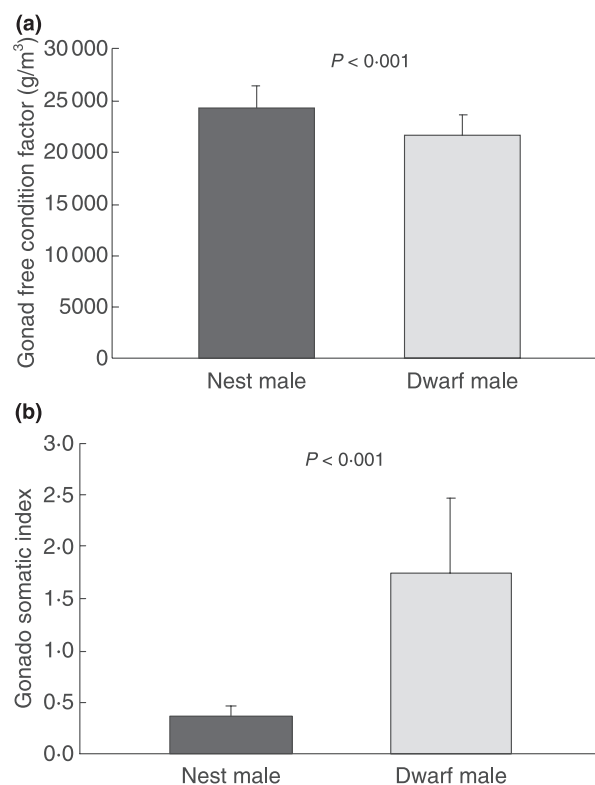 (a)
Gonad free condition factor (g/m³)
30 000
25 000
20 000
15 000
10 000
5000
0
P < 0·001
Nest male
Dwarf male
(b)
Gonado somatic index
3·0
2·5
2·0
1·5
1·0
0·5
0·0
P < 0·001
Nest male
Dwarf male